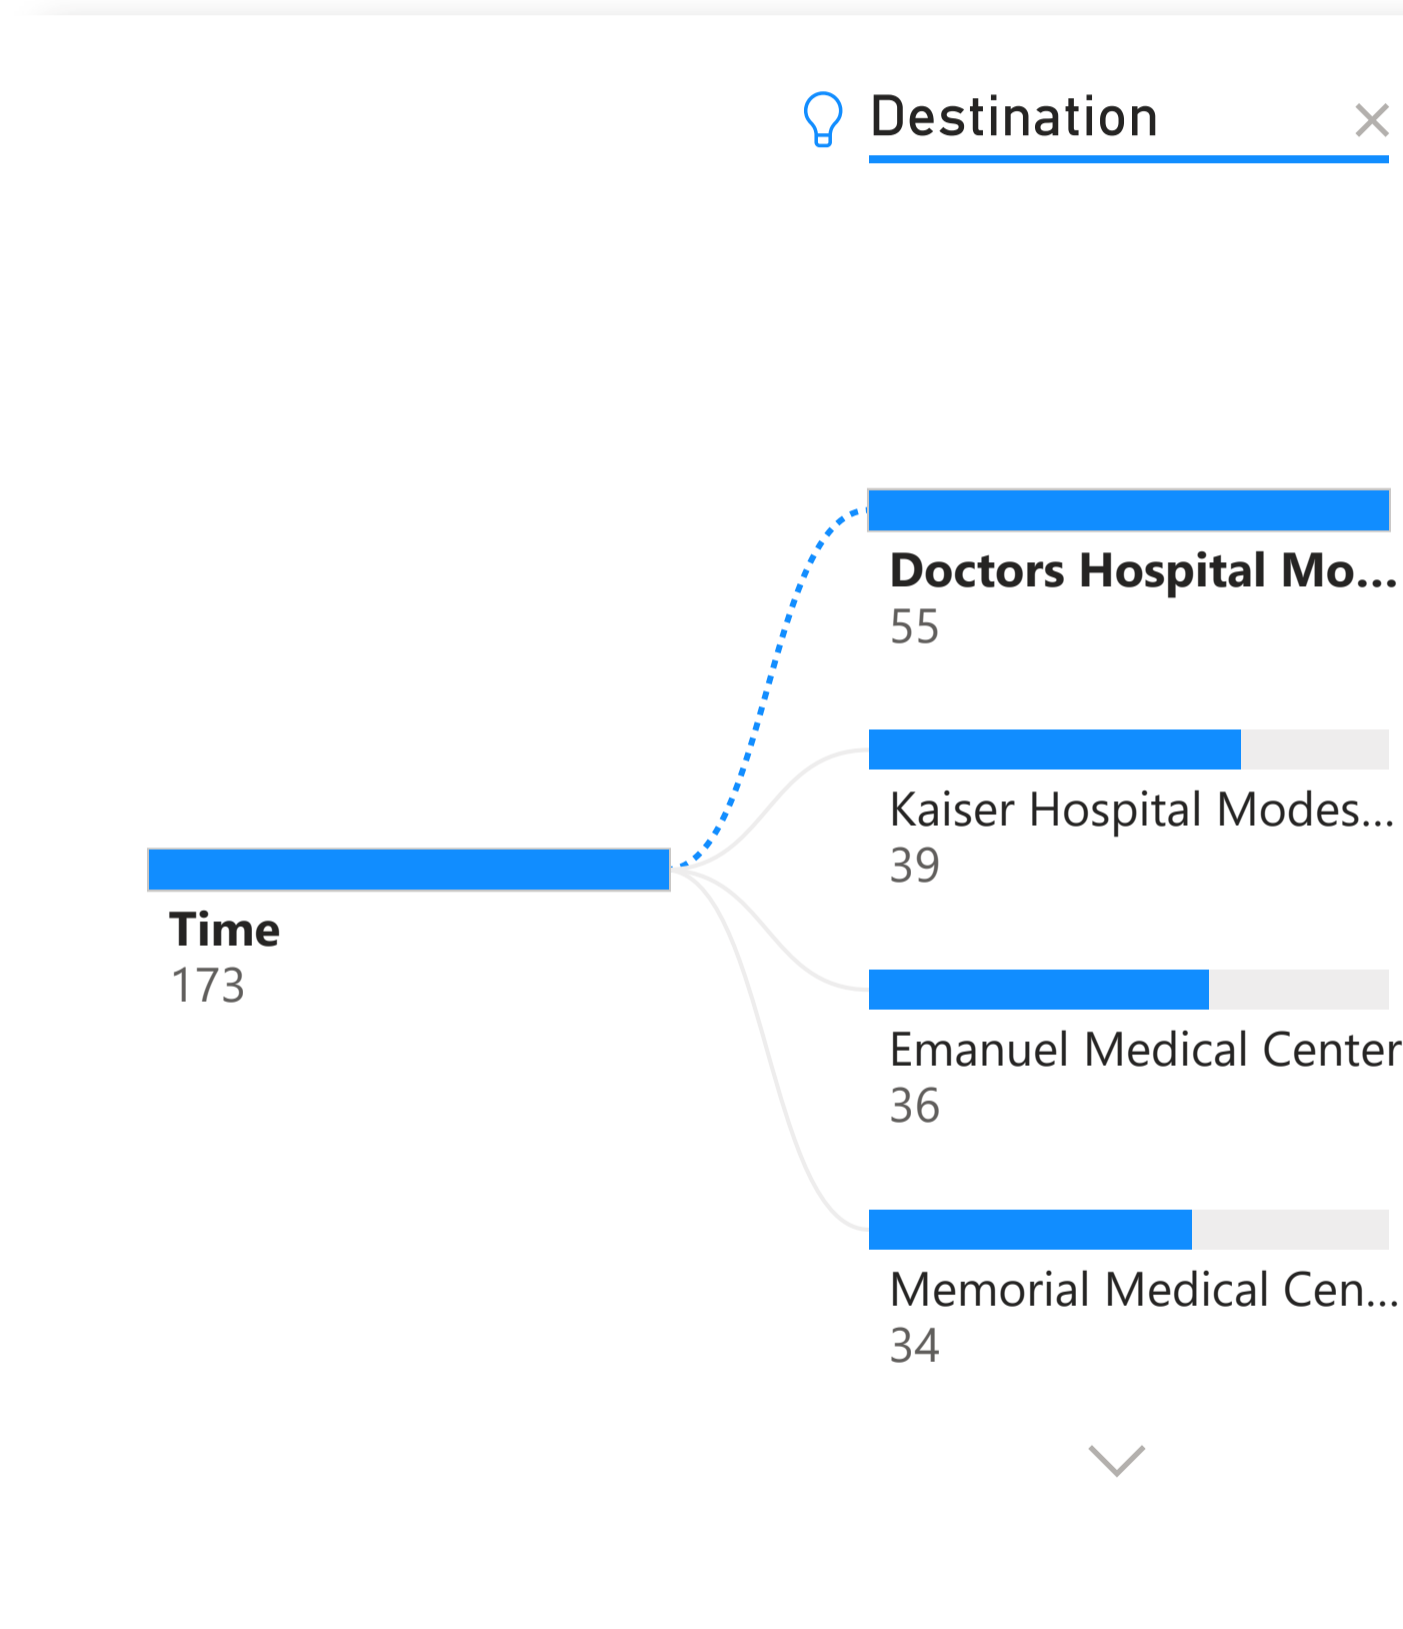 Destination
Doctors Hospital Mo...
55
Kaiser Hospital Modes...
39
Time
173
Emanuel Medical Center
36
Memorial Medical Cen...
34